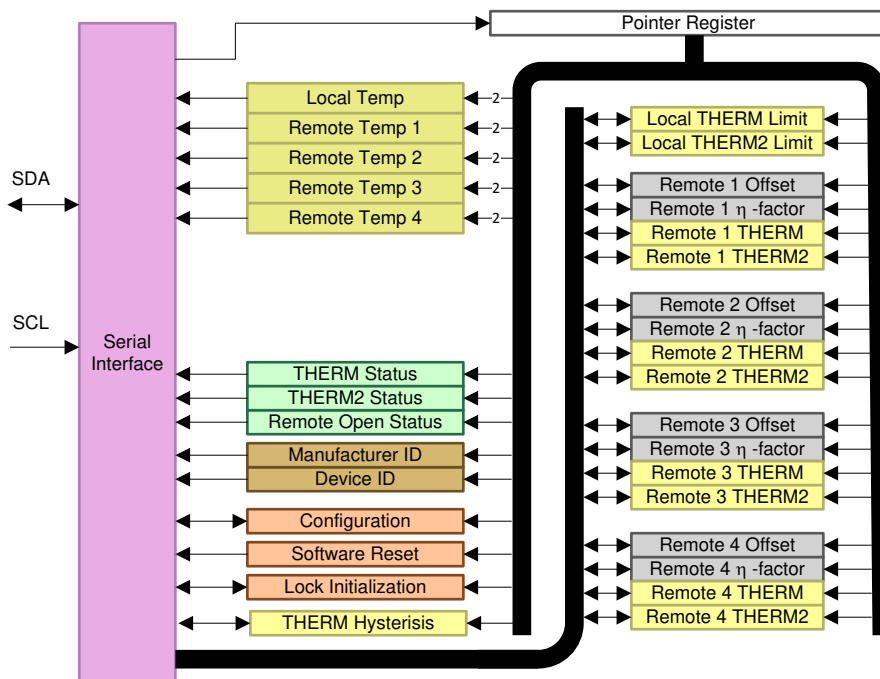 Pointer Register
Local Temp
2
Remote Temp 1
2
Remote Temp 2
2
Remote Temp 3
2
Remote Temp 4
2
SDA
SCL
Serial
Interface
THERM Status
THERM2 Status
Remote Open Status
Manufacturer ID
Device ID
Configuration
Software Reset
Lock Initialization
THERM Hysterisis
Local THERM Limit
Local THERM2 Limit
Remote 1 Offset
Remote 1 η -factor
Remote 1 THERM
Remote 1 THERM2
Remote 2 Offset
Remote 2 η -factor
Remote 2 THERM
Remote 2 THERM2
Remote 3 Offset
Remote 3 η -factor
Remote 3 THERM
Remote 3 THERM2
Remote 4 Offset
Remote 4 η -factor
Remote 4 THERM
Remote 4 THERM2